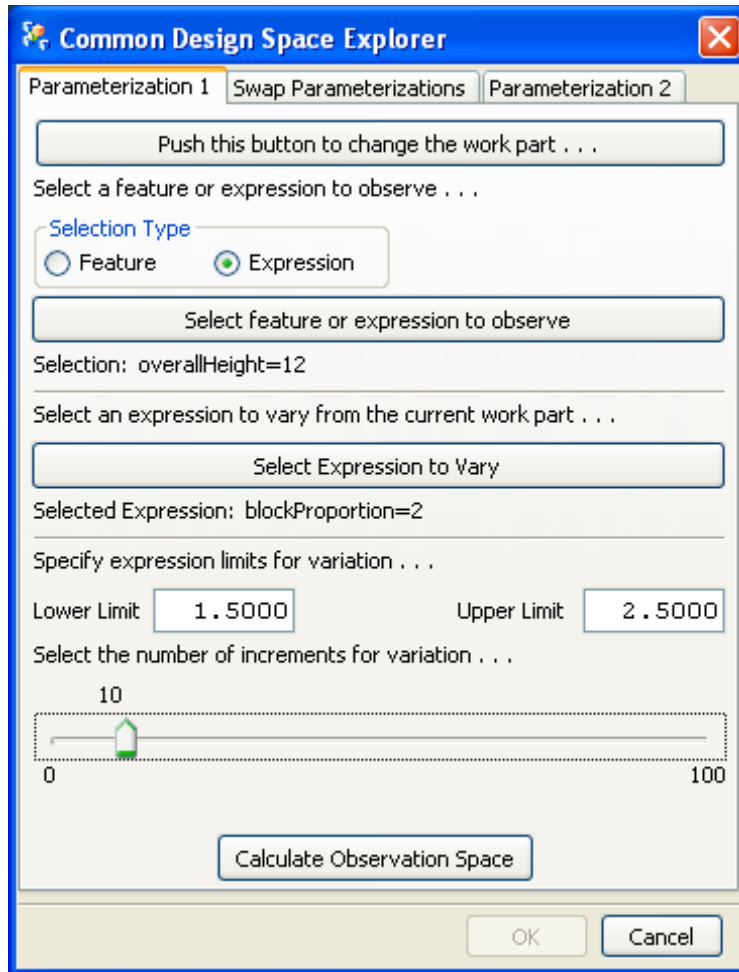 Common Design Space Explorer
Parameterization 1 Swap Parameterizations Parameterization 2
Push this button to change the work part . . .
Select a feature or expression to observe . . .
Selection Type
Feature Expression
Select feature or expression to observe
Selection: overallHeight=12
Select an expression to vary from the current work part . . .
Select Expression to Vary
Selected Expression: blockProportion=2
Specify expression limits for variation . . .
Lower Limit 1.5000 Upper Limit 2.5000
Select the number of increments for variation . . .
10
0 100
Calculate Observation Space
OK Cancel